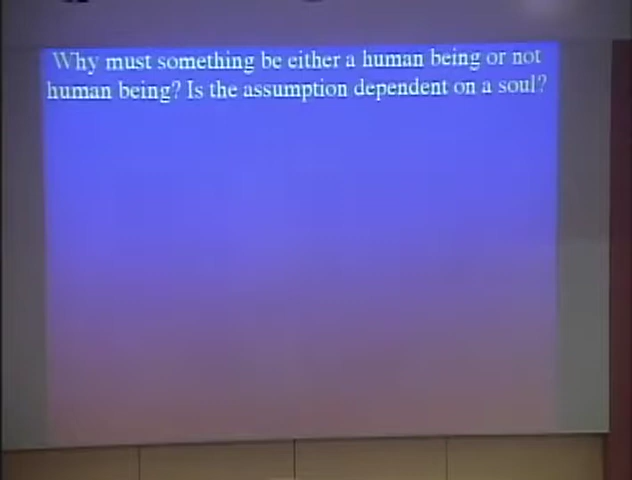 Why must something be either a human being or not
human being? Is the assumption dependent on a soul?